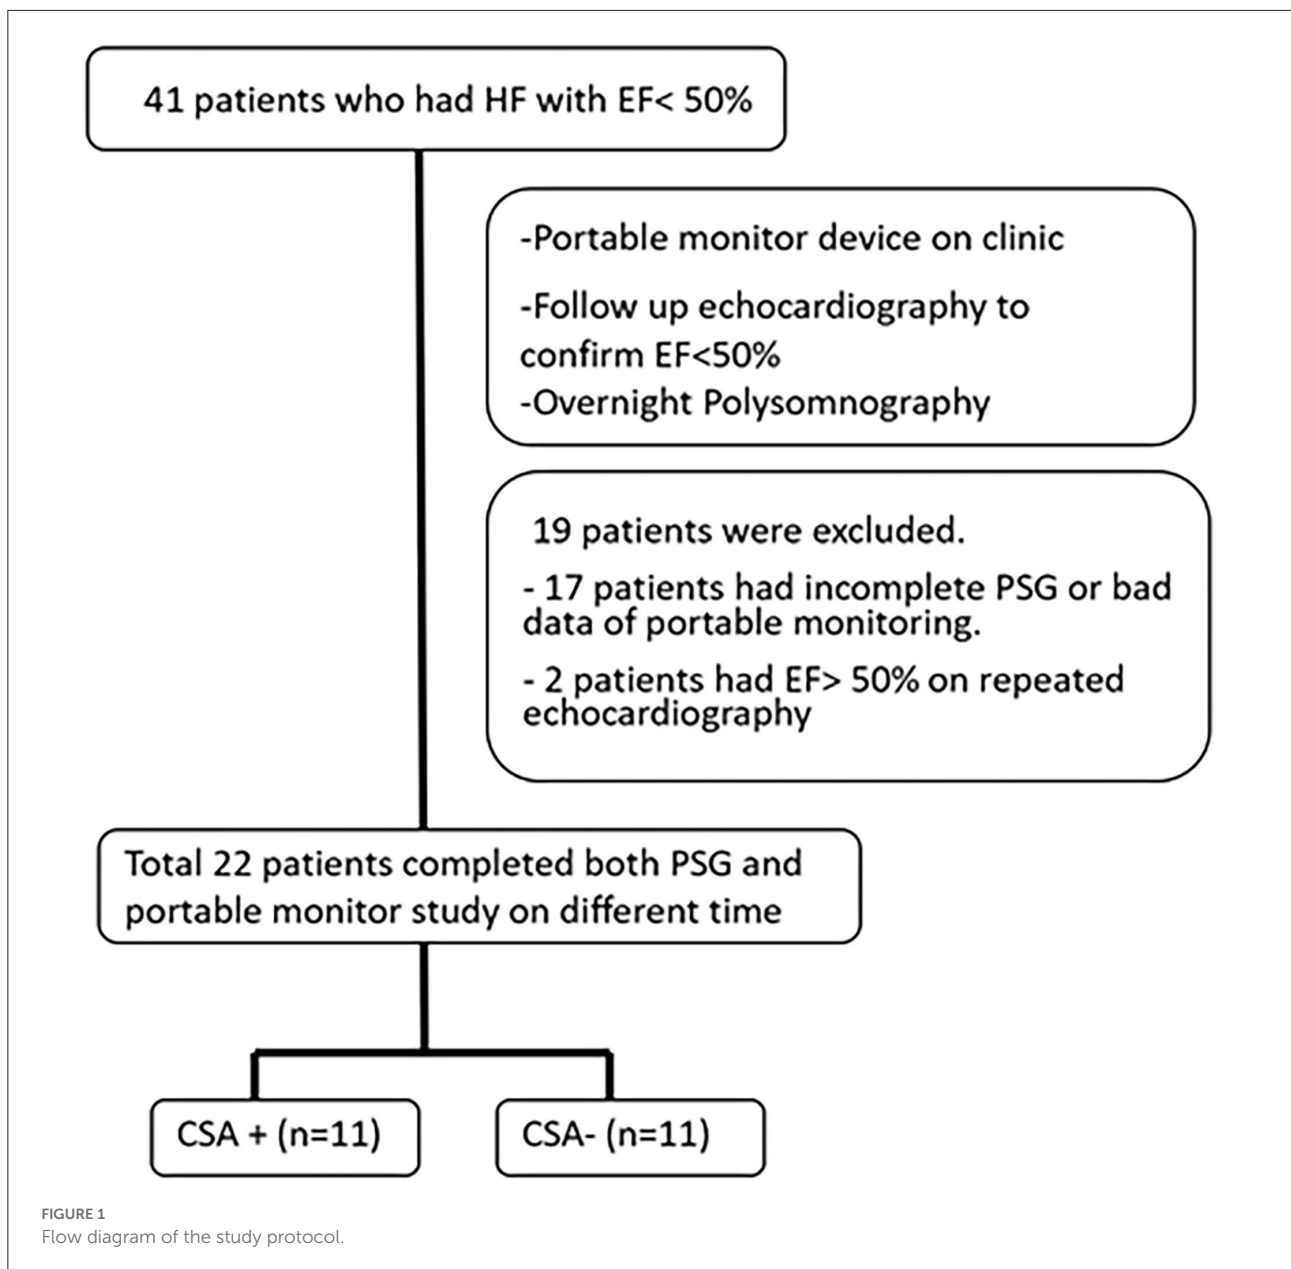 41 patients who had HF with EF< 50%
-Portable monitor device on clinic
-Follow up echocardiography to
confirm EF<50%
-Overnight Polysomnography
19 patients were excluded.
- 17 patients had incomplete PSG or bad
data of portable monitoring.
- 2 patients had EF> 50% on repeated
echocardiography
Total 22 patients completed both PSG and
portable monitor study on different time
CSA + (n=11)
CSA- (n=11)
FIGURE 1
Flow diagram of the study protocol.